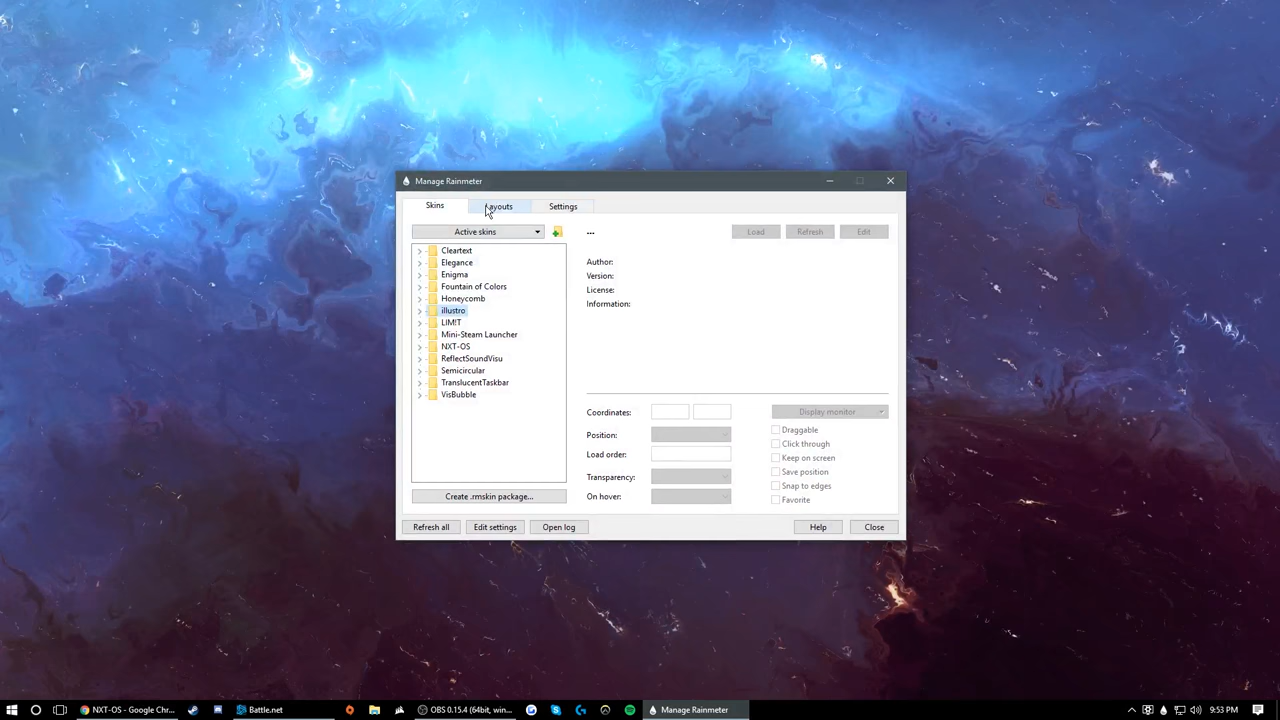 Manage Rainmeter
Skins
Layouts
Settings
Active skins
...
Load
Refresh
Edit
Cleartext
Elegance
Enigma
Fountain of Colors
Honeycomb
illustro
LIM!T
Mini-Steam Launcher
NXT-OS
ReflectSoundVisu
Semicircular
TranslucentTaskbar
VisBubble
Author:
Version:
License:
Information:
Coordinates:
Position:
Load order:
Transparency:
On hover:
Display monitor
Draggable
Click through
Keep on screen
Save position
Snap to edges
Favorite
Create .rmskin package...
Refresh all
Edit settings
Open log
Help
Close
NXT-OS - Google Chr...
Battle.net
OBS 0.15.4 (64bit, win...
Manage Rainmeter
9:53 PM